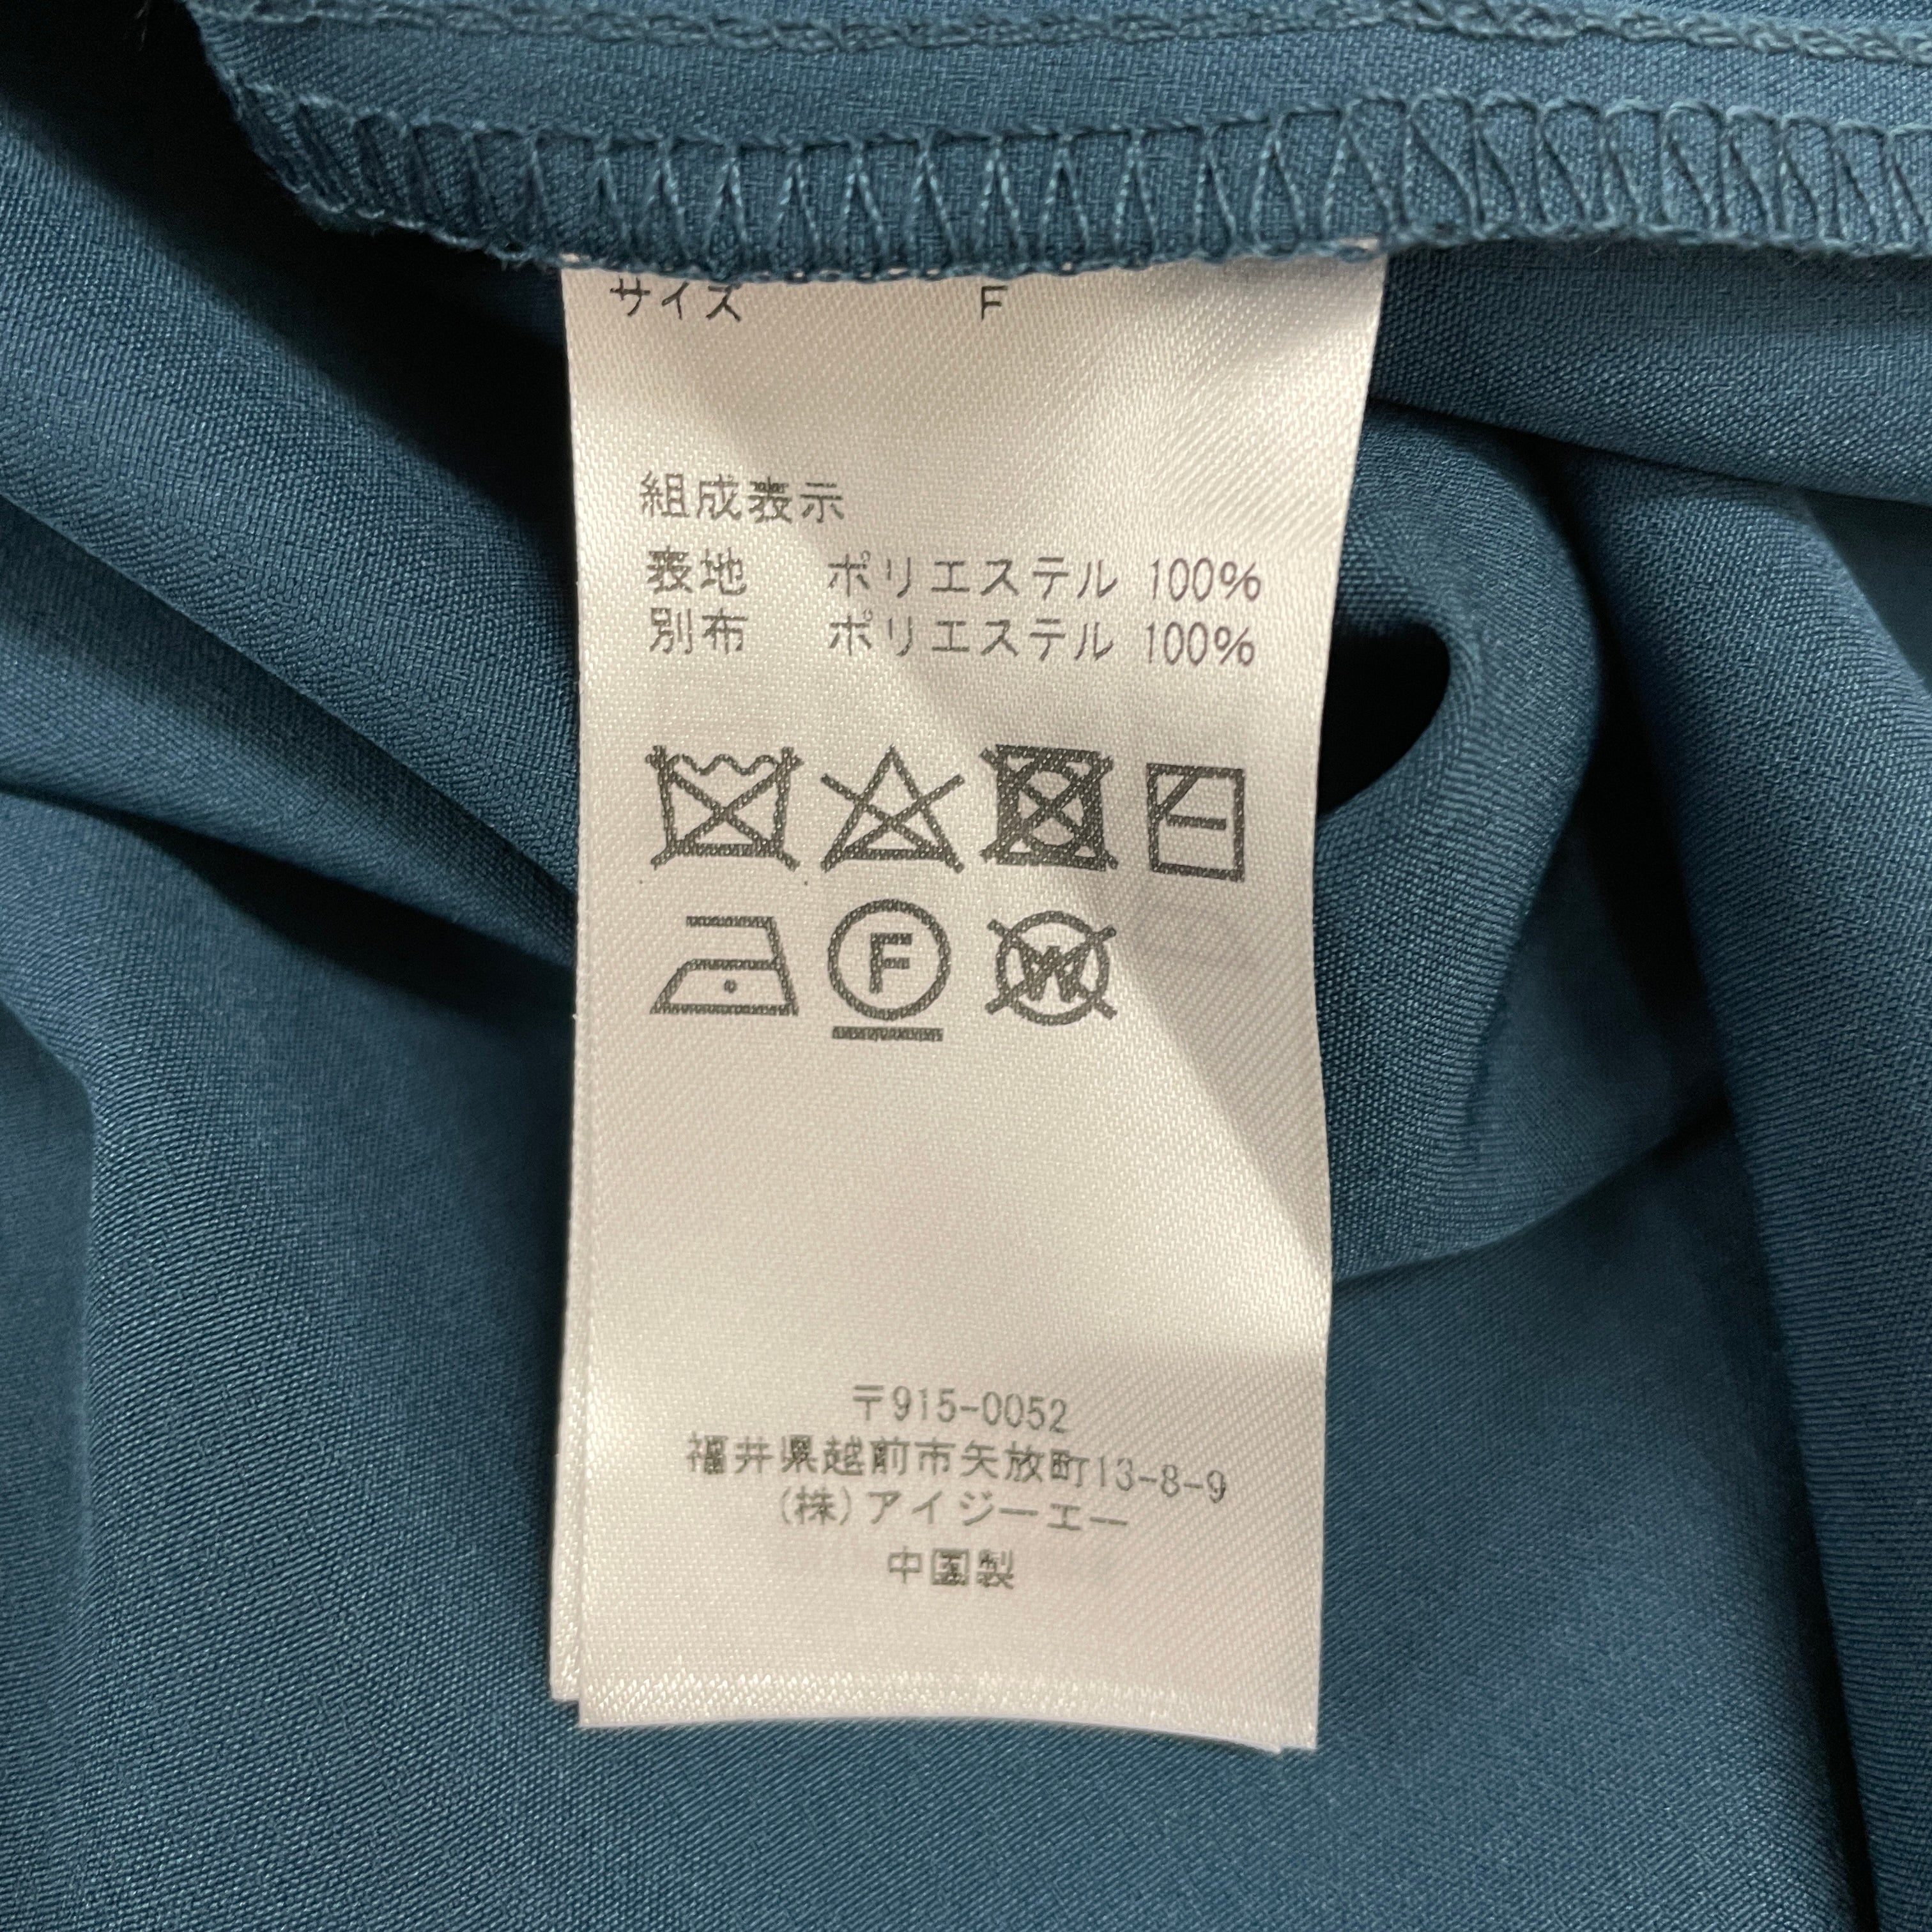 サイズ F
組成表示
表地 ポリエステル 100%
別布 ポリエステル 100%
F
W
〒915-0052
福井県越前市矢放町13-8-9
(株)アイジーエー
中国製